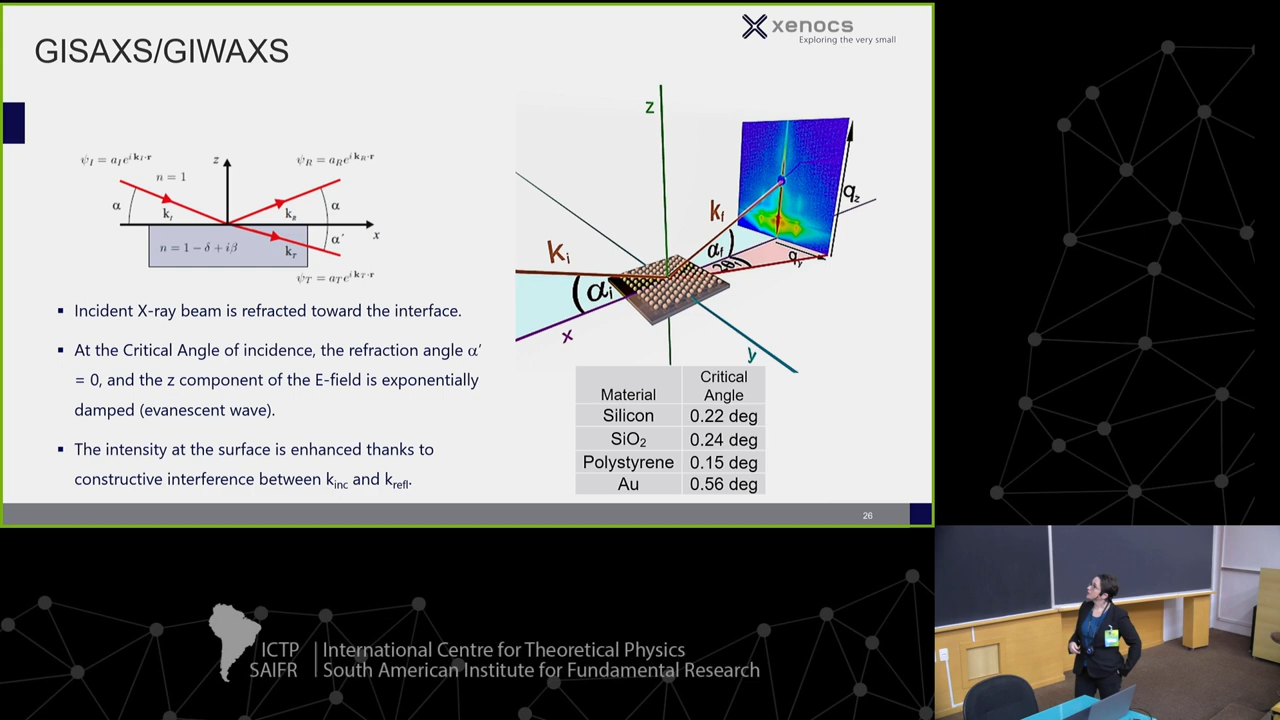 xenocs
Exploring the very small
GISAXS/GIWAXS
ψI = aI e^i kI·r
z
ψR = aR e^i kR·r
n = 1
α
kI
kR
α
x
n = 1 − δ + iβ
kT
α′
ψT = aT e^i kT·r
z
ki
kf
qz
αi
αf
2θf
qy
x
y
▪ Incident X-ray beam is refracted toward the interface.
▪ At the Critical Angle of incidence, the refraction angle α′
= 0, and the z component of the E-field is exponentially
damped (evanescent wave).
▪ The intensity at the surface is enhanced thanks to
constructive interference between kinc and krefl.
Material Critical Angle
Silicon 0.22 deg
SiO₂ 0.24 deg
Polystyrene 0.15 deg
Au 0.56 deg
26
ICTP
SAIFR
International Centre for Theoretical Physics
South American Institute for Fundamental Research